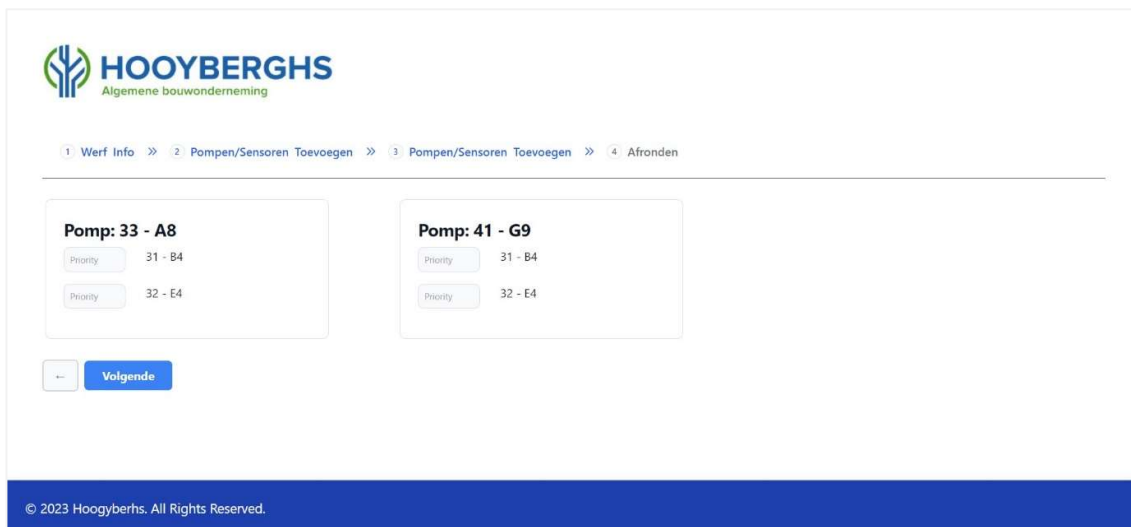 HOOYBERGHS
Algemene bouwonderneming
1 Werf Info » 2 Pompen/Sensoren Toevoegen » 3 Pompen/Sensoren Toevoegen » 4 Afronden
Pomp: 33 - A8
Priority 31 - B4
Priority 32 - E4
Pomp: 41 - G9
Priority 31 - B4
Priority 32 - E4
← Volgende
© 2023 Hoogyberhs. All Rights Reserved.